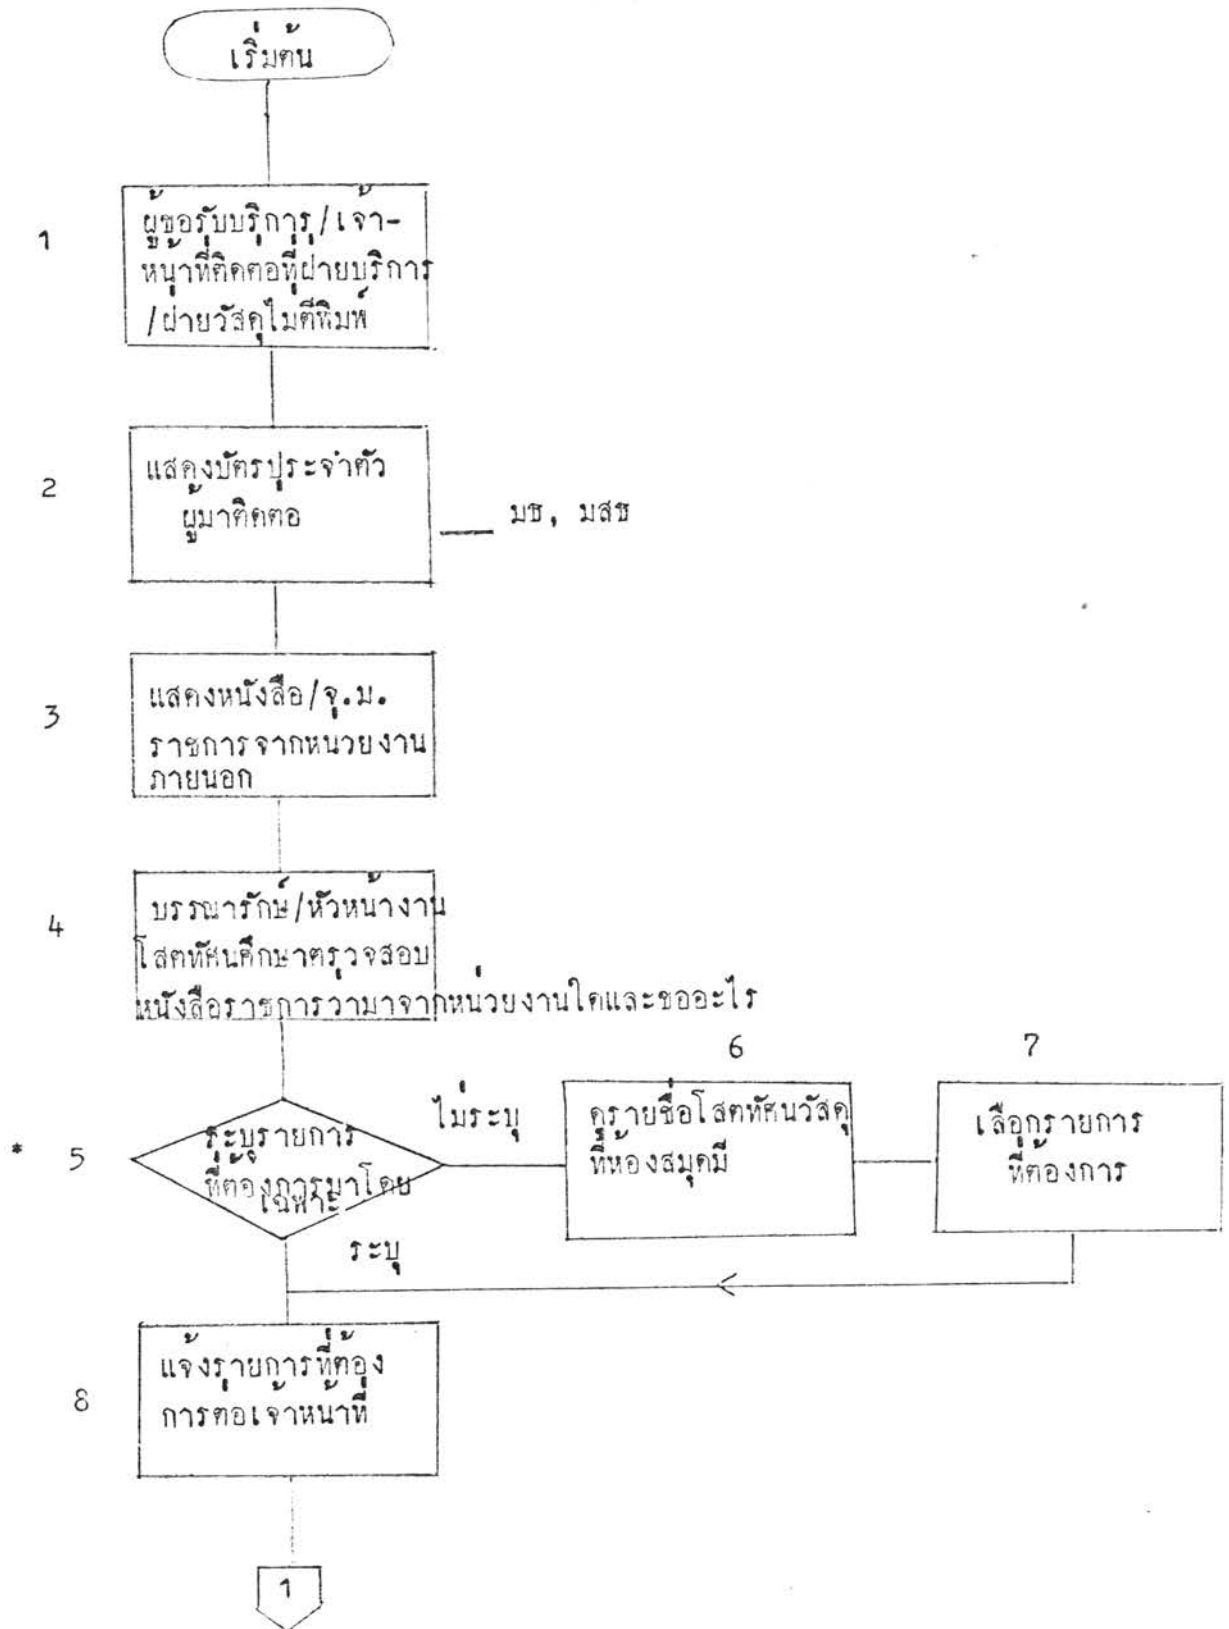 เริ่มต้น
1
ผู้ขอรับบริการ/เจ้า-
หน้าที่ติดต่อที่ฝ่ายบริการ
/ฝ่ายวัสดุไม่ตีพิมพ์
2
แสดงบัตรประจำตัว
ผู้มาติดต่อ
มช, มสธ
3
แสดงหนังสือ/จ.ม.
ราชการจากหน่วยงาน
ภายนอก
4
บรรณารักษ์/หัวหน้างาน
โสตทัศนศึกษาตรวจสอบ
หนังสือราชการว่ามาจากหน่วยงานใดและขออะไร
* 5
ระบุรายการ
ที่ต้องการมาโดย
เฉพาะ
ไม่ระบุ
6
ดูรายชื่อโสตทัศนวัสดุ
ที่ห้องสมุดมี
7
เลือกรายการ
ที่ต้องการ
ระบุ
8
แจ้งรายการที่ต้อง
การต่อเจ้าหน้าที่
1